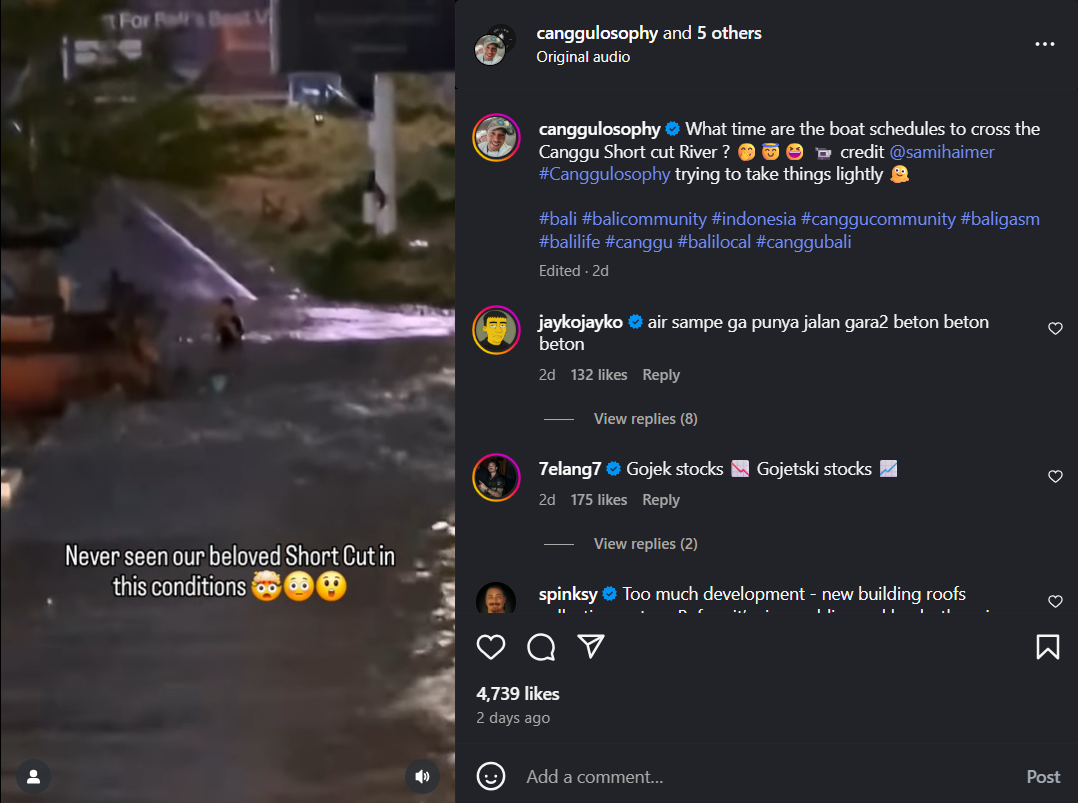 t For Bali's Best V
Never seen our beloved Short Cut in
this conditions 🤯😳😲
canggulosophy and 5 others
Original audio
canggulosophy What time are the boat schedules to cross the
Canggu Short cut River ? 🤭 😇 😆 📹 credit @samihaimer
#Canggulosophy trying to take things lightly 🫠
#bali #balicommunity #indonesia #canggucommunity #baligasm
#balilife #canggu #balilocal #canggubali
Edited · 2d
jaykojayko air sampe ga punya jalan gara2 beton beton
beton
2d 132 likes Reply
View replies (8)
7elang7 Gojek stocks 📉 Gojetski stocks 📈
2d 175 likes Reply
View replies (2)
spinksy Too much development - new building roofs
4,739 likes
2 days ago
Add a comment...
Post